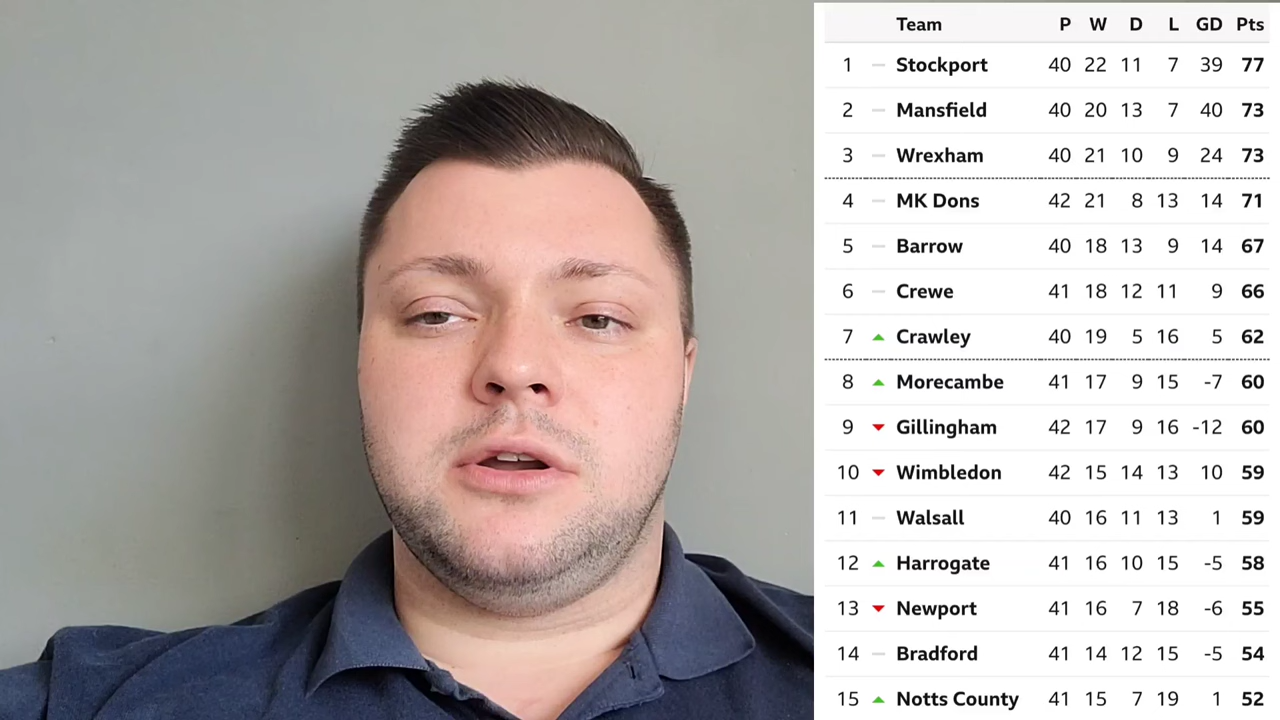 Team P W D L GD Pts
1 Stockport 40 22 11 7 39 77
2 Mansfield 40 20 13 7 40 73
3 Wrexham 40 21 10 9 24 73
4 MK Dons 42 21 8 13 14 71
5 Barrow 40 18 13 9 14 67
6 Crewe 41 18 12 11 9 66
7 Crawley 40 19 5 16 5 62
8 Morecambe 41 17 9 15 -7 60
9 Gillingham 42 17 9 16 -12 60
10 Wimbledon 42 15 14 13 10 59
11 Walsall 40 16 11 13 1 59
12 Harrogate 41 16 10 15 -5 58
13 Newport 41 16 7 18 -6 55
14 Bradford 41 14 12 15 -5 54
15 Notts County 41 15 7 19 1 52